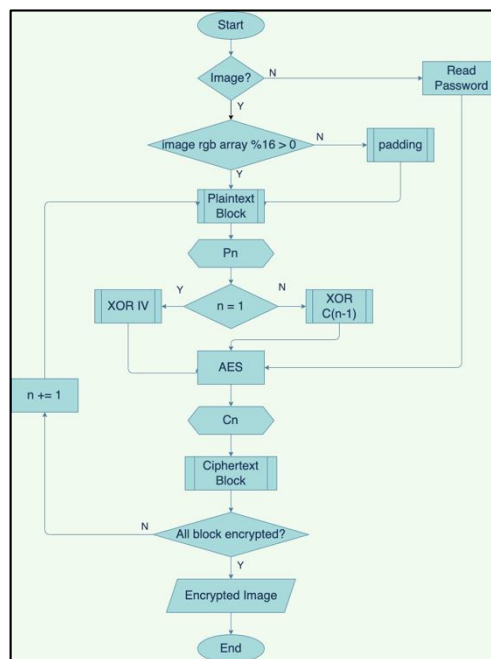 Start
Image?
N
Read
Password
Y
image rgb array %16 > 0
N
padding
Y
Plaintext
Block
Pn
Y
n = 1
N
XOR IV
XOR
C(n-1)
AES
n += 1
Cn
Ciphertext
Block
N
All block encrypted?
Y
Encrypted Image
End